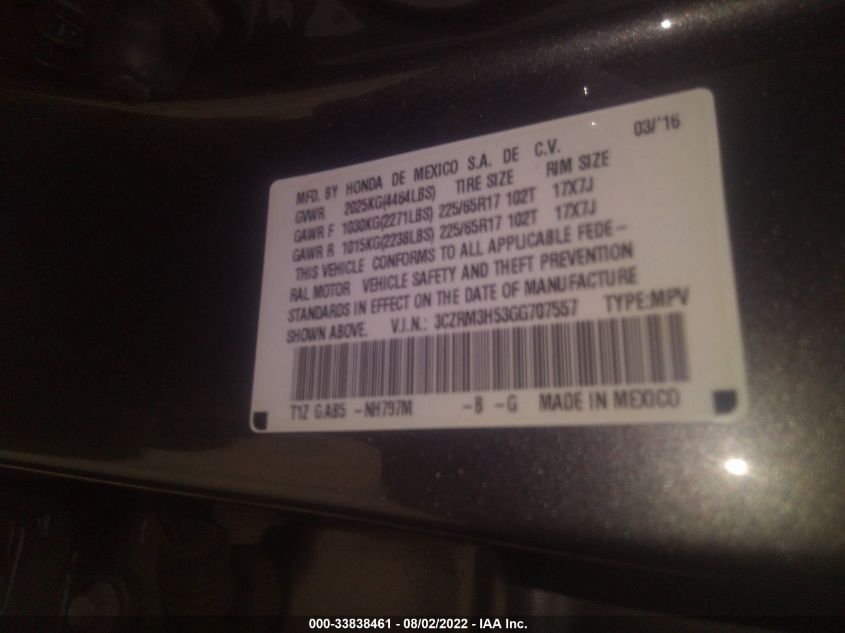 03/'16
MFD. BY HONDA DE MEXICO S.A. DE C.V.
GVWR 2025KG(4464LBS) TIRE SIZE RIM SIZE
GAWR F 1030KG(2271LBS) 225/65R17 102T 17X7J
GAWR R 1015KG(2238LBS) 225/65R17 102T 17X7J
THIS VEHICLE CONFORMS TO ALL APPLICABLE FEDE-
RAL MOTOR VEHICLE SAFETY AND THEFT PREVENTION
STANDARDS IN EFFECT ON THE DATE OF MANUFACTURE
SHOWN ABOVE. V.I.N.: 3CZRM3H53GG707557 TYPE:MPV
T1Z GAB5 -NH797M -B -G MADE IN MEXICO
000-33838461 - 08/02/2022 - IAA Inc.